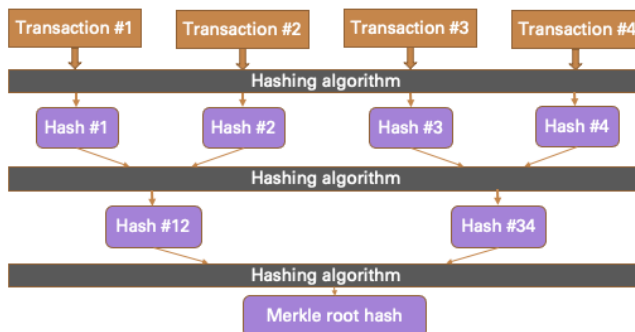 Transaction #1
Transaction #2
Transaction #3
Transaction #4
Hashing algorithm
Hash #1
Hash #2
Hash #3
Hash #4
Hashing algorithm
Hash #12
Hash #34
Hashing algorithm
Merkle root hash